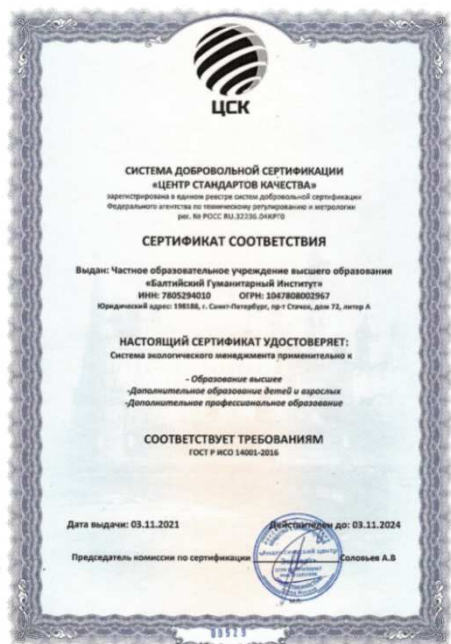 ЦСК
СИСТЕМА ДОБРОВОЛЬНОЙ СЕРТИФИКАЦИИ
«ЦЕНТР СТАНДАРТОВ КАЧЕСТВА»
зарегистрирована в едином реестре систем добровольной сертификации
Федерального агентства по техническому регулированию и метрологии
рег. № РОСС RU.32236.04КРТ0
СЕРТИФИКАТ СООТВЕТСТВИЯ
Выдан: Частное образовательное учреждение высшего образования
«Балтийский Гуманитарный Институт»
ИНН: 7805294010 ОГРН: 1047808002967
Юридический адрес: 198188, г. Санкт-Петербург, пр-т Стачек, дом 72, литер А
НАСТОЯЩИЙ СЕРТИФИКАТ УДОСТОВЕРЯЕТ:
Система экологического менеджмента применительно к
- Образование высшее
-Дополнительное образование детей и взрослых
-Дополнительное профессиональное образование
СООТВЕТСТВУЕТ ТРЕБОВАНИЯМ
ГОСТ Р ИСО 14001-2016
Дата выдачи: 03.11.2021 Действителен до: 03.11.2024
Председатель комиссии по сертификации Соловьев А.В
«Аналитический центр
00529